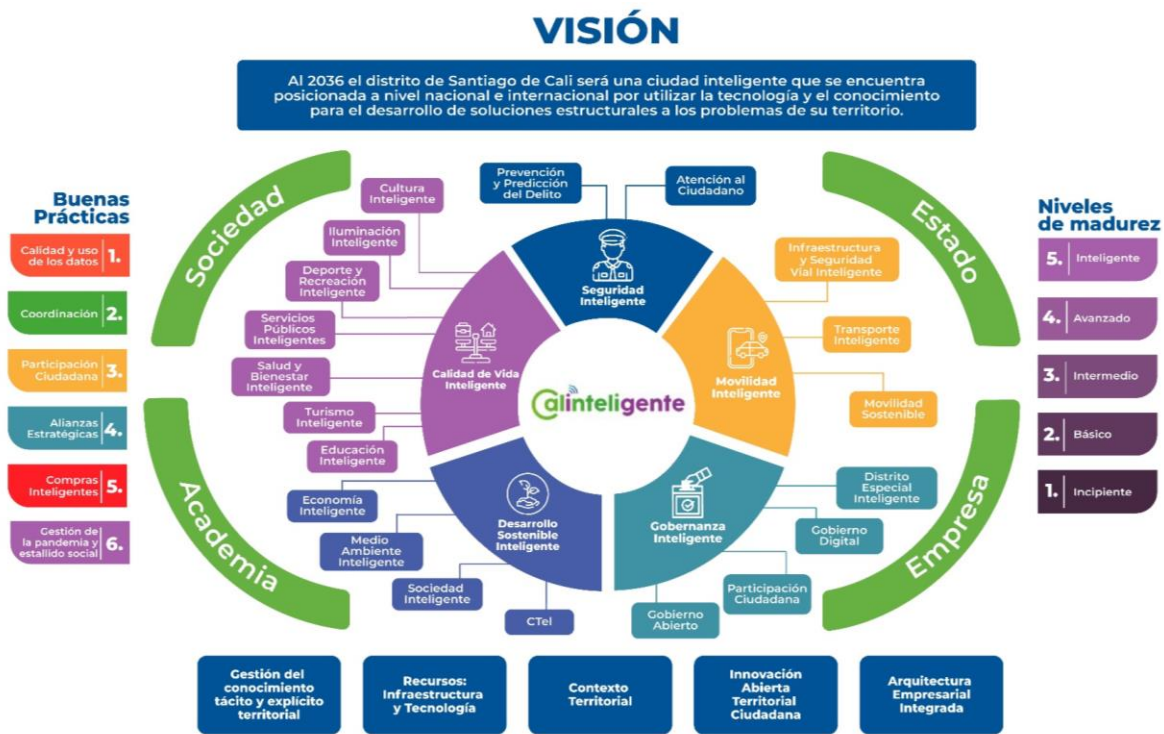 VISIÓN
Al 2036 el distrito de Santiago de Cali será una ciudad inteligente que se encuentra
posicionada a nivel nacional e internacional por utilizar la tecnología y el conocimiento
para el desarrollo de soluciones estructurales a los problemas de su territorio.
Buenas
Prácticas
Calidad y uso
de los datos
1.
Coordinación
2.
Participación
Ciudadana
3.
Alianzas
Estratégicas
4.
Compras
Inteligentes
5.
Gestión de
la pandemia y
estallido social
6.
Sociedad
Estado
Academia
Empresa
Prevención
y Predicción
del Delito
Atención al
Ciudadano
Seguridad
Inteligente
Cultura
Inteligente
Iluminación
Inteligente
Deporte y
Recreación
Inteligente
Servicios
Públicos
Inteligentes
Salud y
Bienestar
Inteligente
Turismo
Inteligente
Educación
Inteligente
Calidad de Vida
Inteligente
Infraestructura
y Seguridad
Vial Inteligente
Transporte
Inteligente
Movilidad
Sostenible
Movilidad
Inteligente
Calinteligente
Economía
Inteligente
Medio
Ambiente
Inteligente
Sociedad
Inteligente
CTeI
Desarrollo
Sostenible
Inteligente
Gobernanza
Inteligente
Distrito
Especial
Inteligente
Gobierno
Digital
Participación
Ciudadana
Gobierno
Abierto
Niveles
de madurez
5. Inteligente
4. Avanzado
3. Intermedio
2. Básico
1. Incipiente
Gestión del
conocimiento
tácito y explícito
territorial
Recursos:
Infraestructura
y Tecnología
Contexto
Territorial
Innovación
Abierta
Territorial
Ciudadana
Arquitectura
Empresarial
Integrada